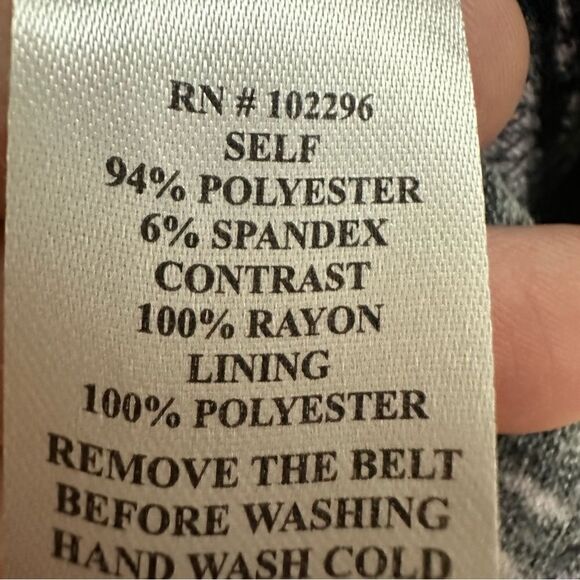 RN # 102296
SELF
94% POLYESTER
6% SPANDEX
CONTRAST
100% RAYON
LINING
100% POLYESTER
REMOVE THE BELT
BEFORE WASHING
HAND WASH COLD